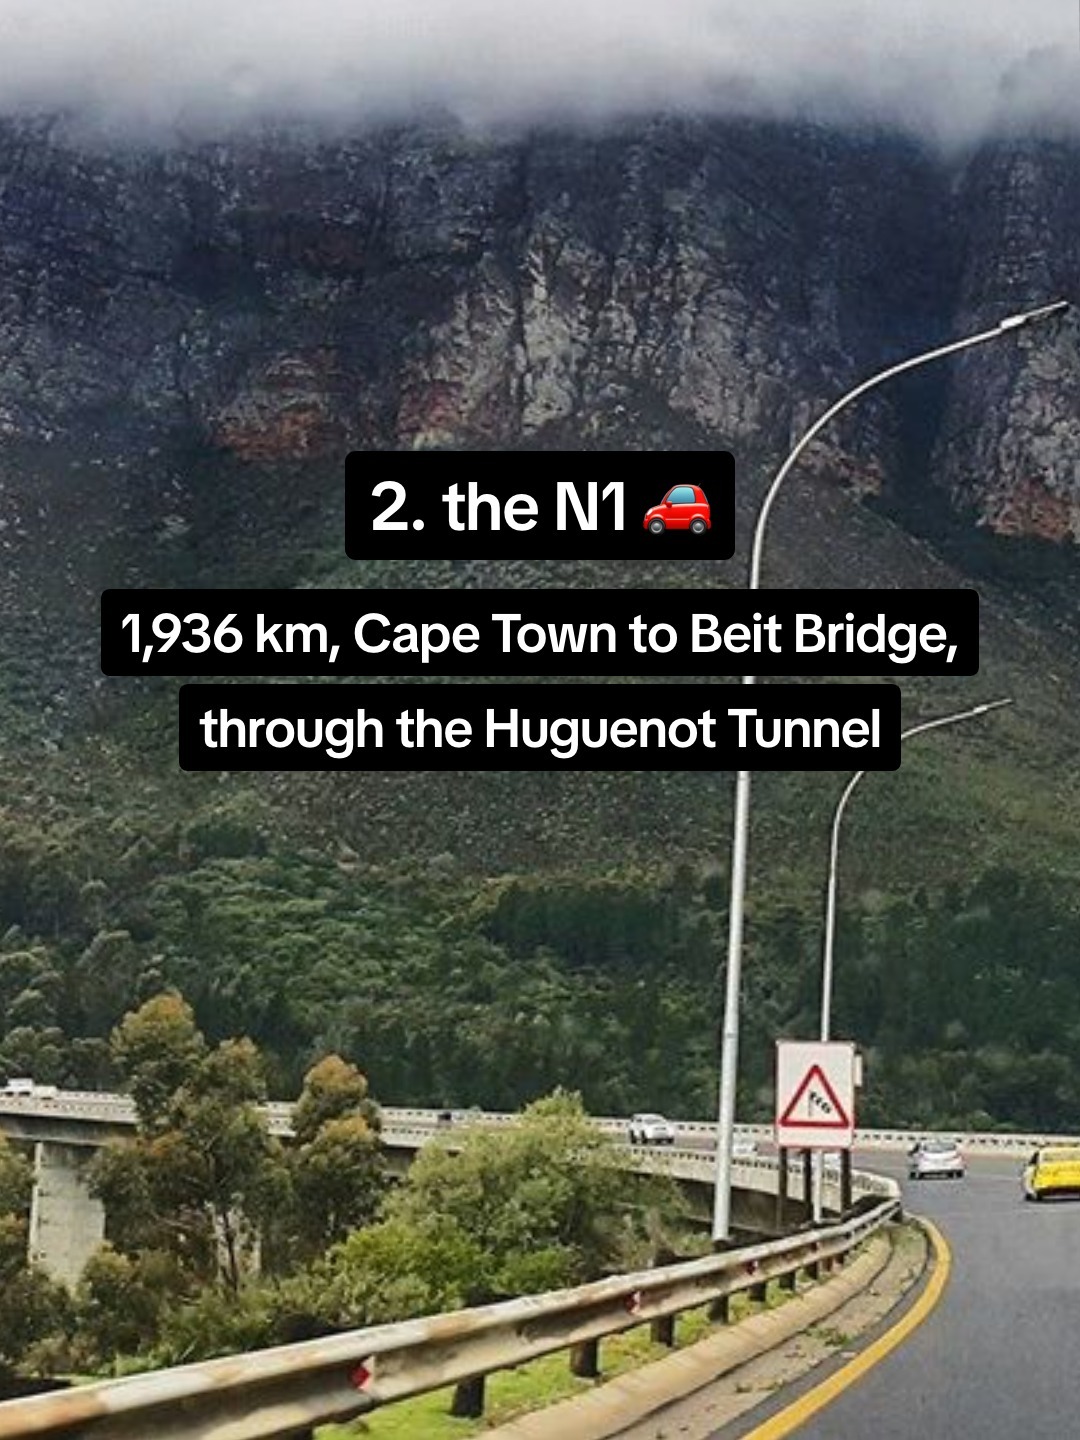 2. the N1 🚗
1,936 km, Cape Town to Beit Bridge,
through the Huguenot Tunnel